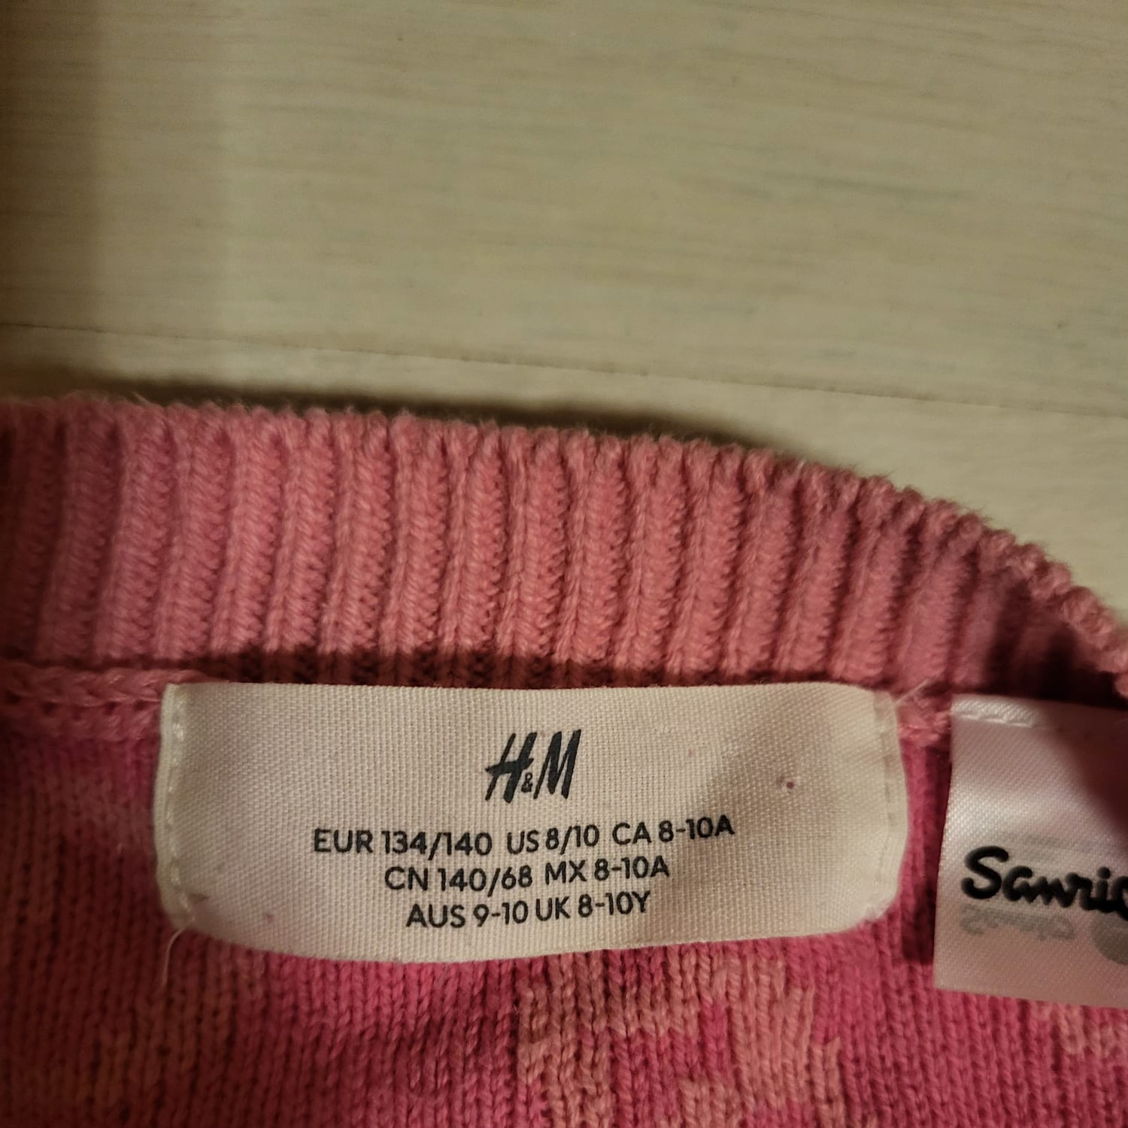 H&M
EUR 134/140 US 8/10 CA 8-10A
CN 140/68 MX 8-10A
AUS 9-10 UK 8-10Y
Sanrio